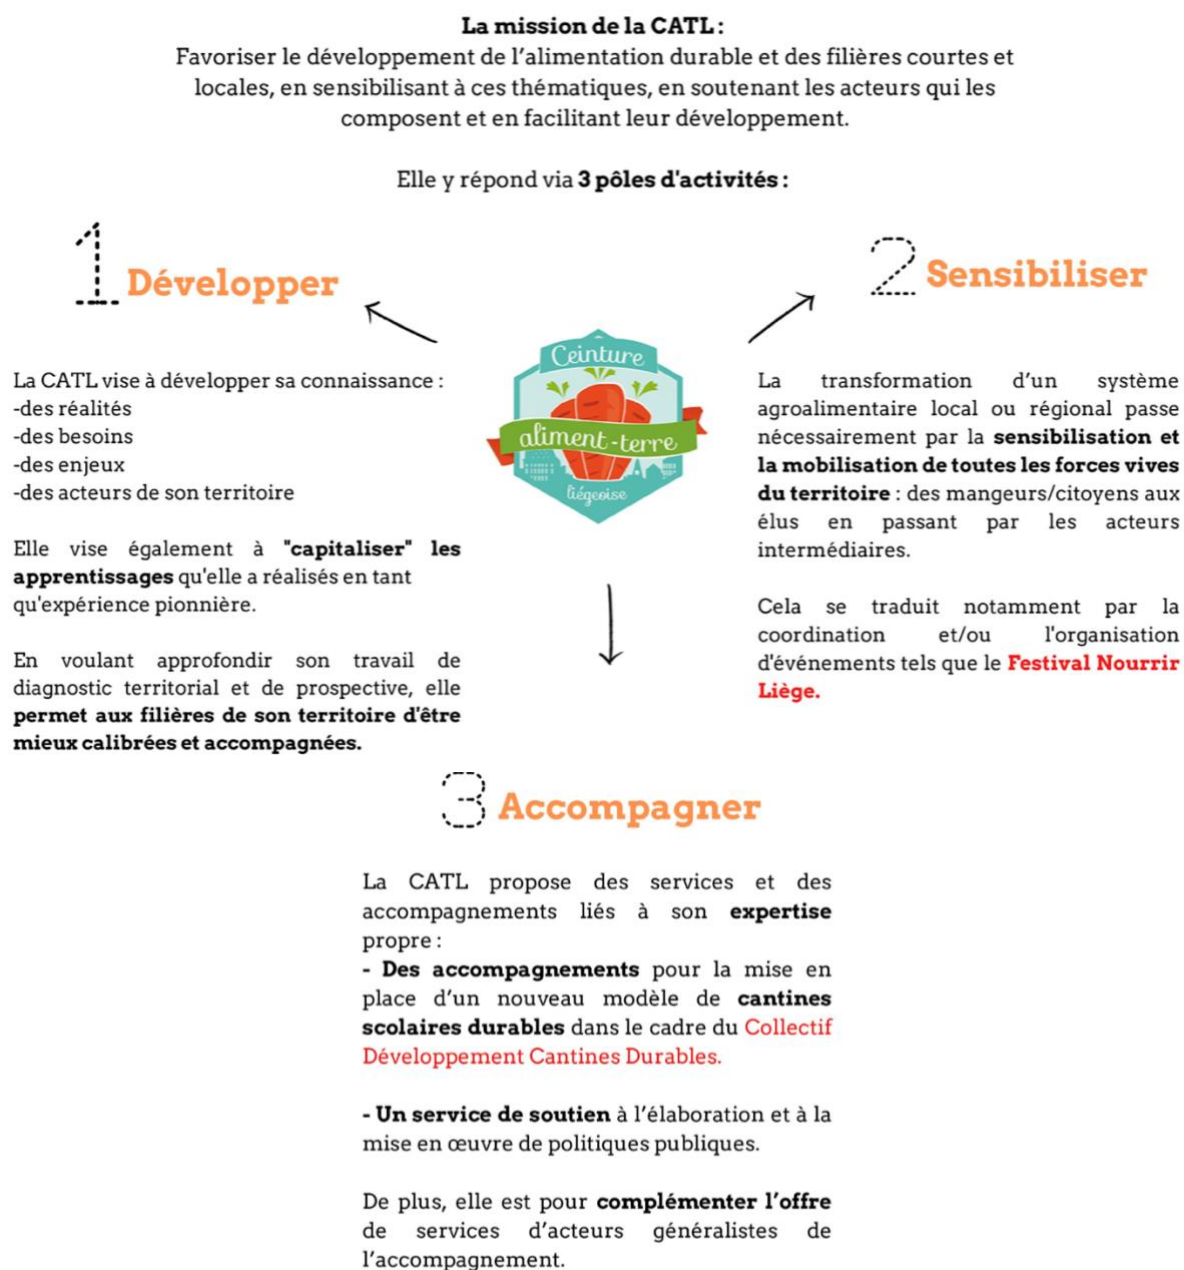 La mission de la CATL :
Favoriser le développement de l’alimentation durable et des filières courtes et
locales, en sensibilisant à ces thématiques, en soutenant les acteurs qui les
composent et en facilitant leur développement.
Elle y répond via 3 pôles d'activités :
1 Développer
La CATL vise à développer sa connaissance :
-des réalités
-des besoins
-des enjeux
-des acteurs de son territoire
Elle vise également à "capitaliser" les
apprentissages qu'elle a réalisés en tant
qu'expérience pionnière.
En voulant approfondir son travail de
diagnostic territorial et de prospective, elle
permet aux filières de son territoire d'être
mieux calibrées et accompagnées.
Ceinture
aliment-terre
liégeoise
2 Sensibiliser
La transformation d’un système
agroalimentaire local ou régional passe
nécessairement par la sensibilisation et
la mobilisation de toutes les forces vives
du territoire : des mangeurs/citoyens aux
élus en passant par les acteurs
intermédiaires.
Cela se traduit notamment par la
coordination et/ou l'organisation
d'événements tels que le Festival Nourrir
Liège.
3 Accompagner
La CATL propose des services et des
accompagnements liés à son expertise
propre :
- Des accompagnements pour la mise en
place d’un nouveau modèle de cantines
scolaires durables dans le cadre du Collectif
Développement Cantines Durables.
- Un service de soutien à l’élaboration et à la
mise en œuvre de politiques publiques.
De plus, elle est pour complémenter l’offre
de services d’acteurs généralistes de
l’accompagnement.